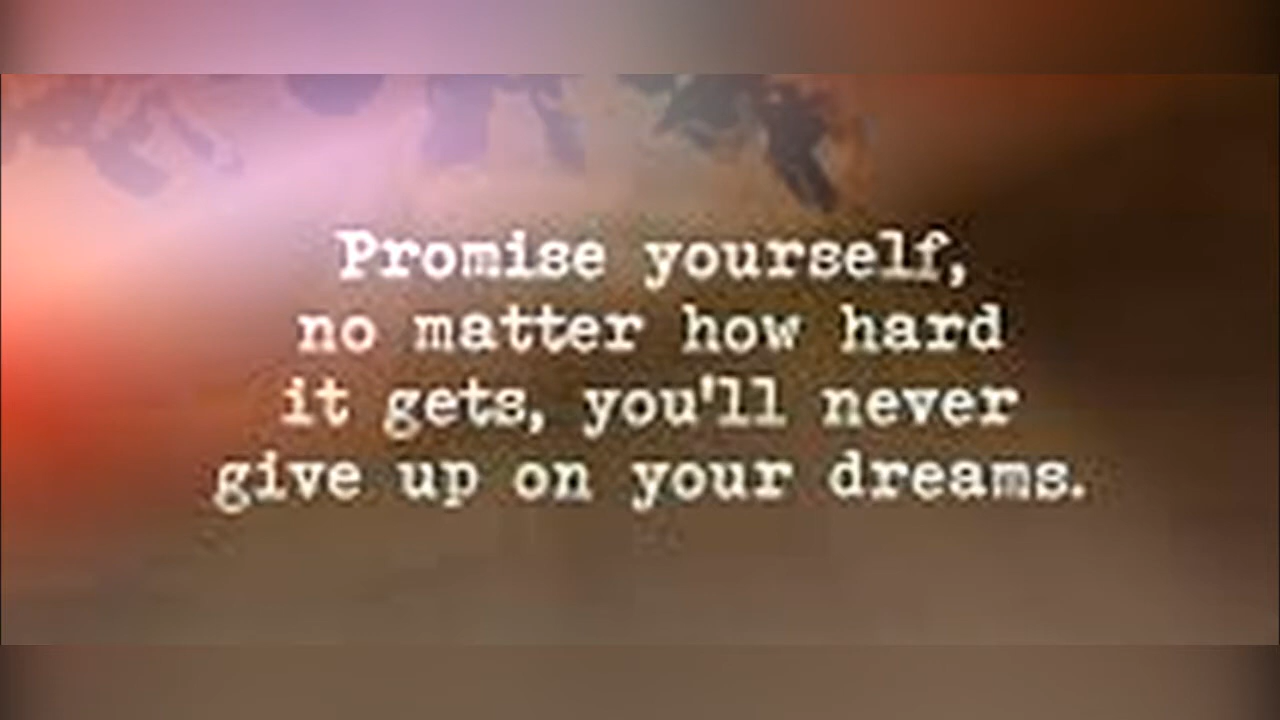 Promise yourself,
no matter how hard
it gets, you'll never
give up on your dreams.